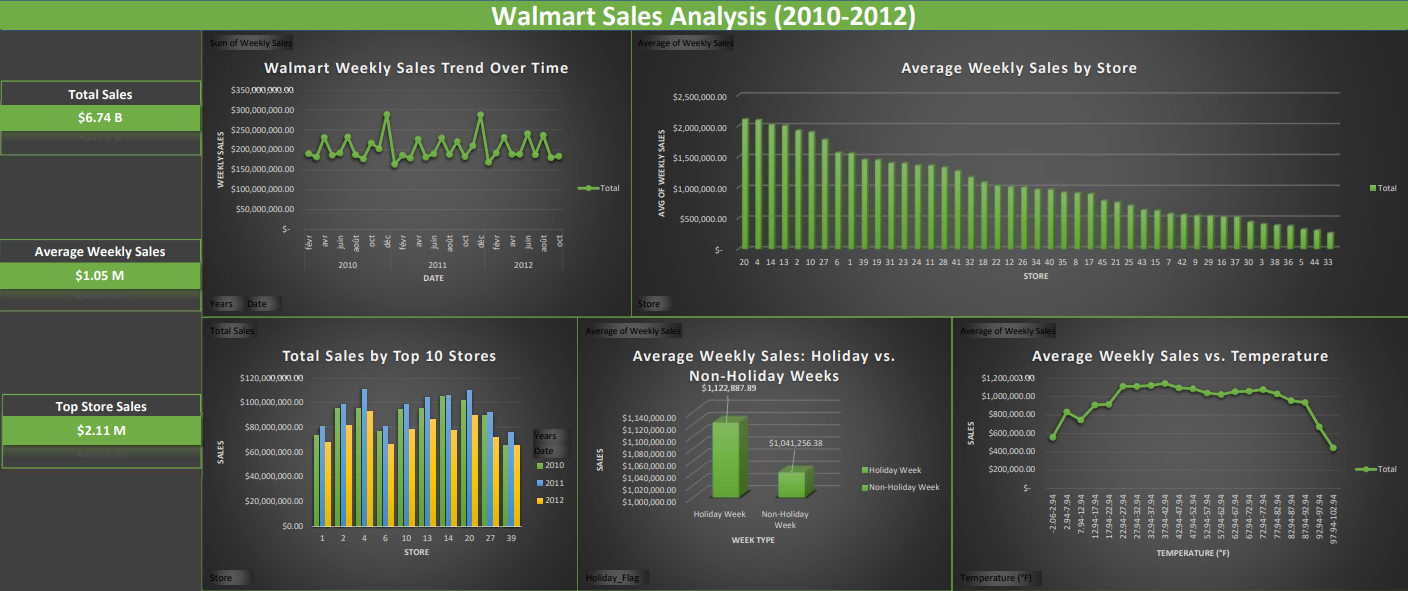 Walmart Sales Analysis (2010-2012)
Total Sales
$6.74 B
Average Weekly Sales
$1.05 M
Top Store Sales
$2.11 M
Sum of Weekly Sales
Walmart Weekly Sales Trend Over Time
$350,000,000.00
$300,000,000.00
$250,000,000.00
$200,000,000.00
$150,000,000.00
$100,000,000.00
$50,000,000.00
$-
WEEKLY SALES
févr avr juin août oct déc févr avr juin août oct déc févr avr juin août oct
2010 2011 2012
DATE
Total
Years Date
Average of Weekly Sales
Average Weekly Sales by Store
$2,500,000.00
$2,000,000.00
$1,500,000.00
$1,000,000.00
$500,000.00
$-
AVG OF WEEKLY SALES
20 4 14 13 2 10 27 6 1 39 19 31 23 24 11 28 41 32 18 22 12 26 34 40 35 8 17 45 21 25 43 15 7 42 9 29 16 37 30 3 38 36 5 44 33
STORE
Total
Store
Total Sales
Total Sales by Top 10 Stores
$120,000,000.00
$100,000,000.00
$80,000,000.00
$60,000,000.00
$40,000,000.00
$20,000,000.00
$0.00
SALES
1 2 4 6 10 13 14 20 27 39
STORE
Years
Date
2010
2011
2012
Store
Average of Weekly Sales
Average Weekly Sales: Holiday vs.
Non-Holiday Weeks
$1,122,887.89
$1,041,256.38
$1,140,000.00
$1,120,000.00
$1,100,000.00
$1,080,000.00
$1,060,000.00
$1,040,000.00
$1,020,000.00
$1,000,000.00
SALES
Holiday Week Non-Holiday
Week
WEEK TYPE
Holiday Week
Non-Holiday Week
Holiday_Flag
Average of Weekly Sales
Average Weekly Sales vs. Temperature
$1,200,000.00
$1,000,000.00
$800,000.00
$600,000.00
$400,000.00
$200,000.00
$-
SALES
-2.06-2.94 2.94-7.94 7.94-12.94 12.94-17.94 17.94-22.94 22.94-27.94 27.94-32.94 32.94-37.94 37.94-42.94 42.94-47.94 47.94-52.94 52.94-57.94 57.94-62.94 62.94-67.94 67.94-72.94 72.94-77.94 77.94-82.94 82.94-87.94 87.94-92.94 92.94-97.94 97.94-102.94
TEMPERATURE (°F)
Total
Temperature (°F)